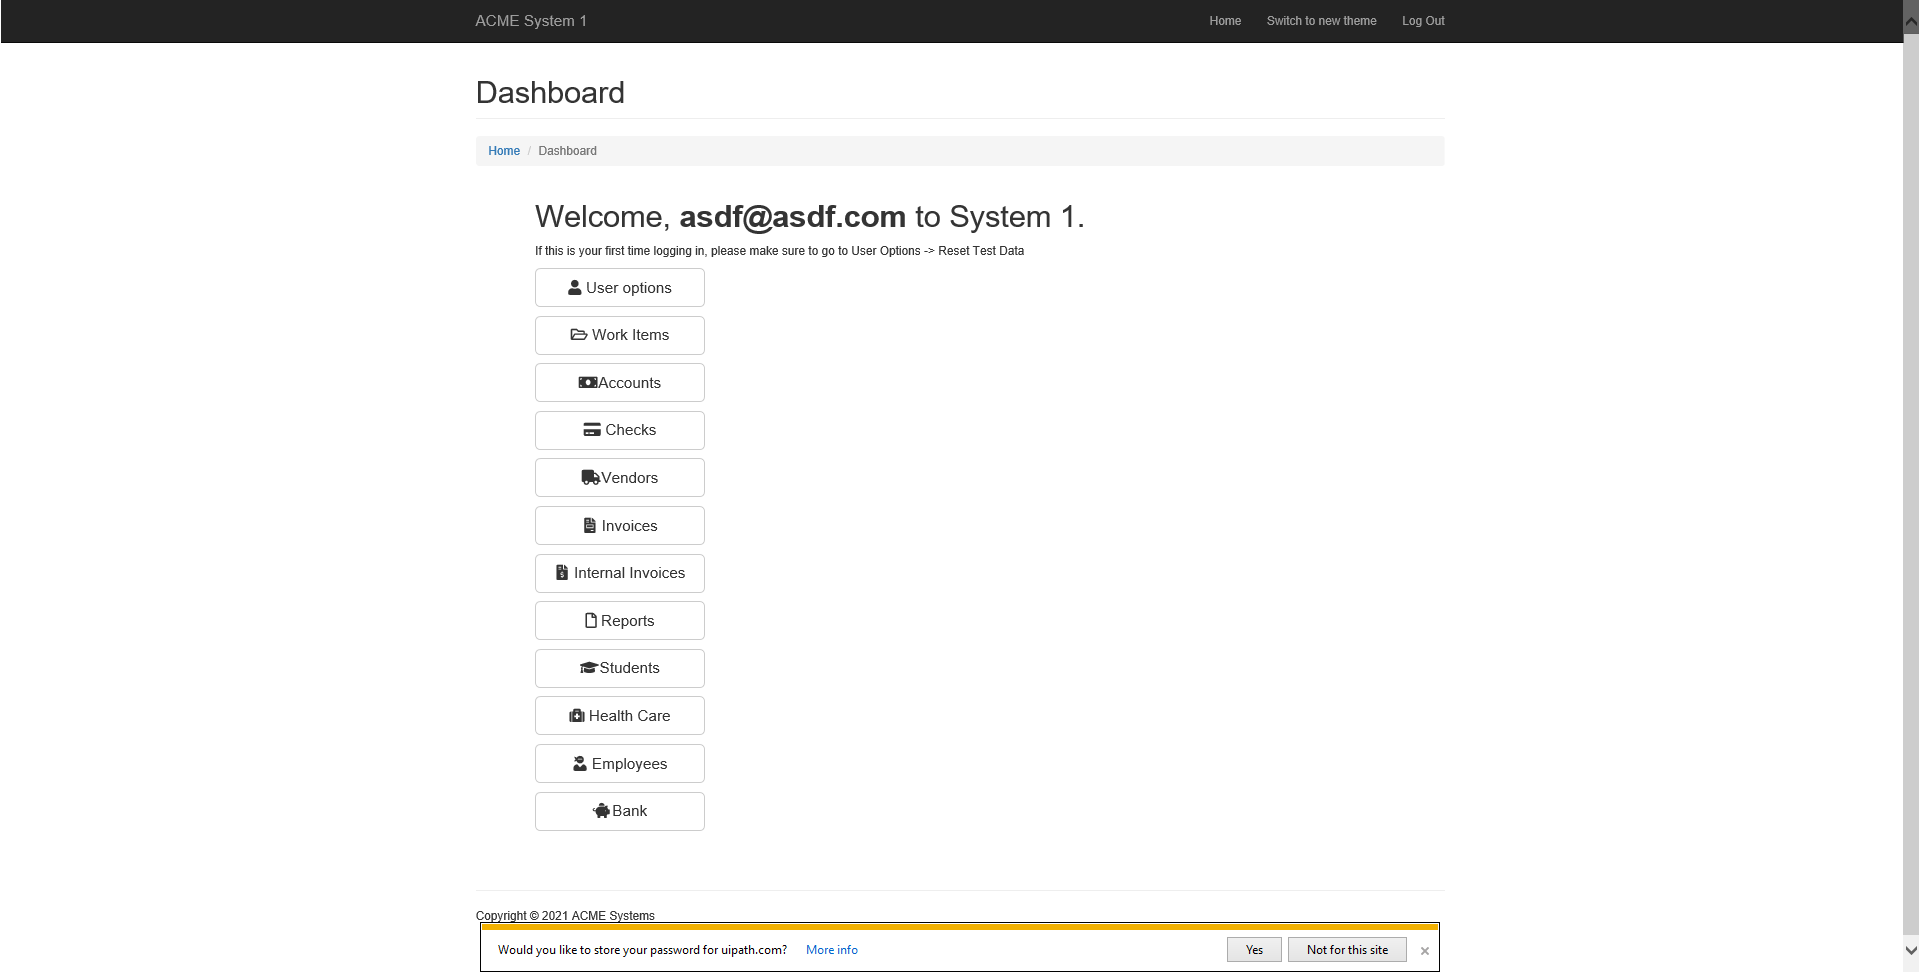 ACME System 1 Home Switch to new theme Log Out
Dashboard
Home / Dashboard
Welcome, asdf@asdf.com to System 1.
If this is your first time logging in, please make sure to go to User Options -> Reset Test Data
User options
Work Items
Accounts
Checks
Vendors
Invoices
Internal Invoices
Reports
Students
Health Care
Employees
Bank
Copyright © 2021 ACME Systems
Would you like to store your password for uipath.com? More info Yes Not for this site ×